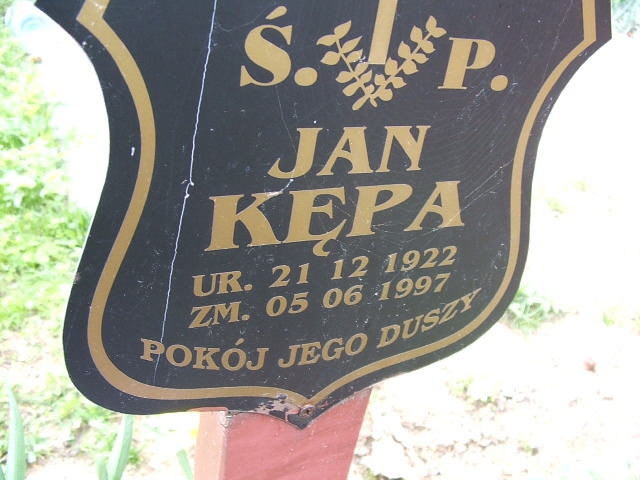 Ś. P.
JAN
KĘPA
UR. 21 12 1922
ZM. 05 06 1997
POKÓJ JEGO DUSZY